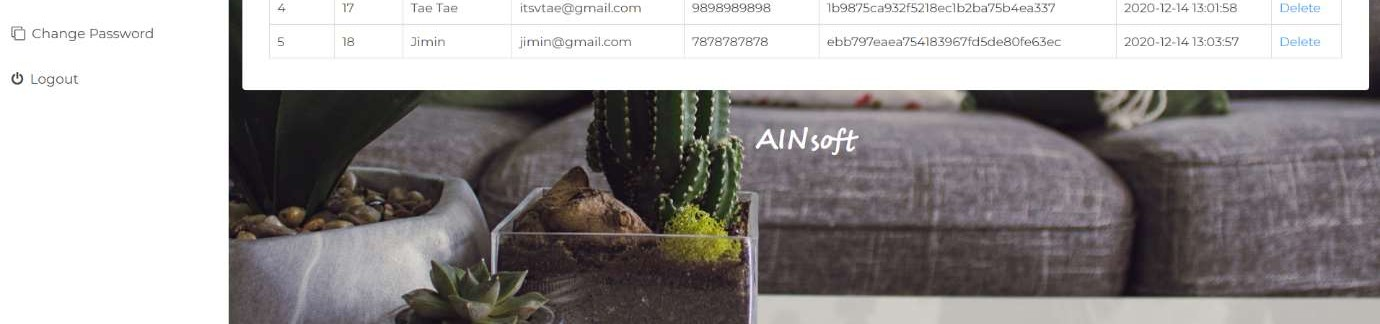 4 17 Tae Tae itsvtae@gmail.com 9898989898 1b9875ca932f5218ec1b2ba75b4ea337 2020-12-14 13:01:58 Delete
Change Password
5 18 Jimin jimin@gmail.com 7878787878 ebb797eaea754183967fd5de80fe63ec 2020-12-14 13:03:57 Delete
Logout
AINsoft